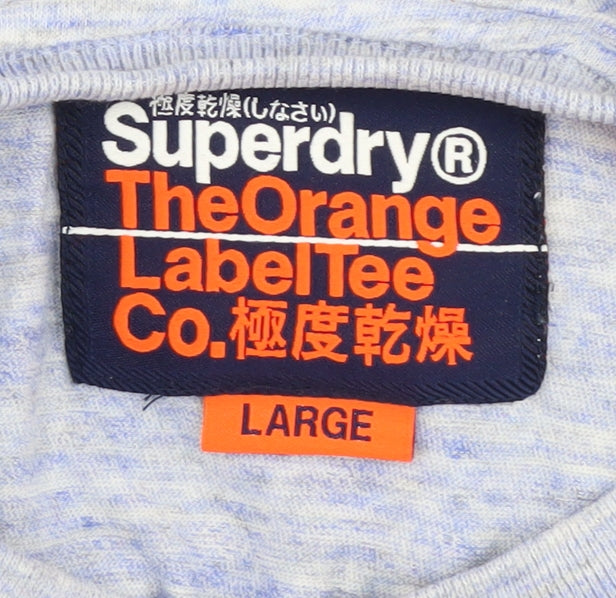 極度乾燥(しなさい)
Superdry®
TheOrange
LabelTee
Co.極度乾燥
LARGE